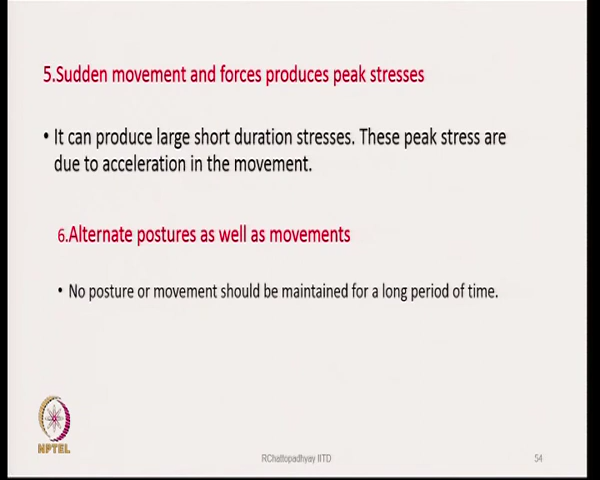 5.Sudden movement and forces produces peak stresses
• It can produce large short duration stresses. These peak stress are
due to acceleration in the movement.
6.Alternate postures as well as movements
• No posture or movement should be maintained for a long period of time.
NPTEL
RChattopadhyay IITD
54